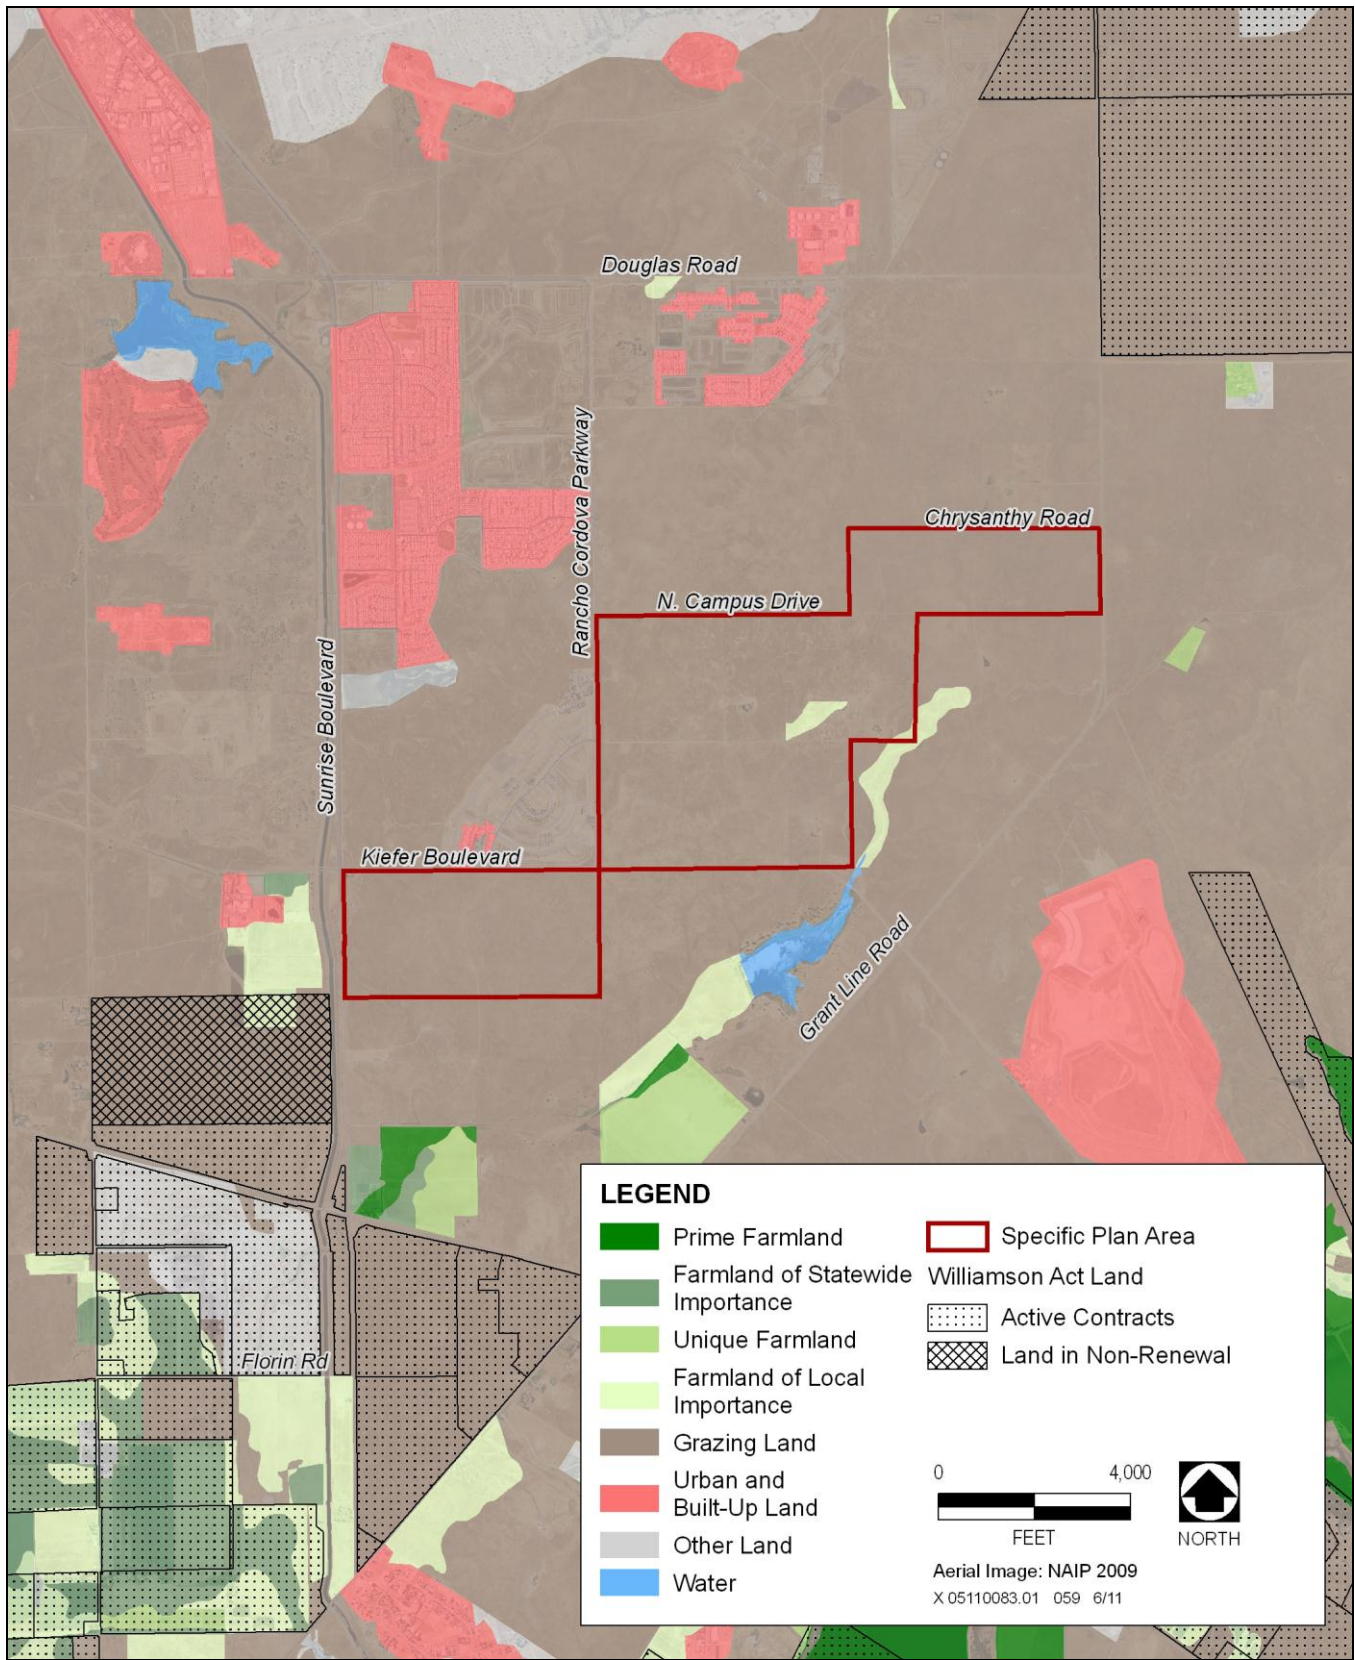 Douglas Road
Rancho Cordova Parkway
Chrysanthy Road
N. Campus Drive
Sunrise Boulevard
Kiefer Boulevard
Grant Line Road
Florin Rd
LEGEND
Prime Farmland
Farmland of Statewide
Importance
Unique Farmland
Farmland of Local
Importance
Grazing Land
Urban and
Built-Up Land
Other Land
Water
Specific Plan Area
Williamson Act Land
Active Contracts
Land in Non-Renewal
0 4,000
FEET
NORTH
Aerial Image: NAIP 2009
X 05110083.01 059 6/11